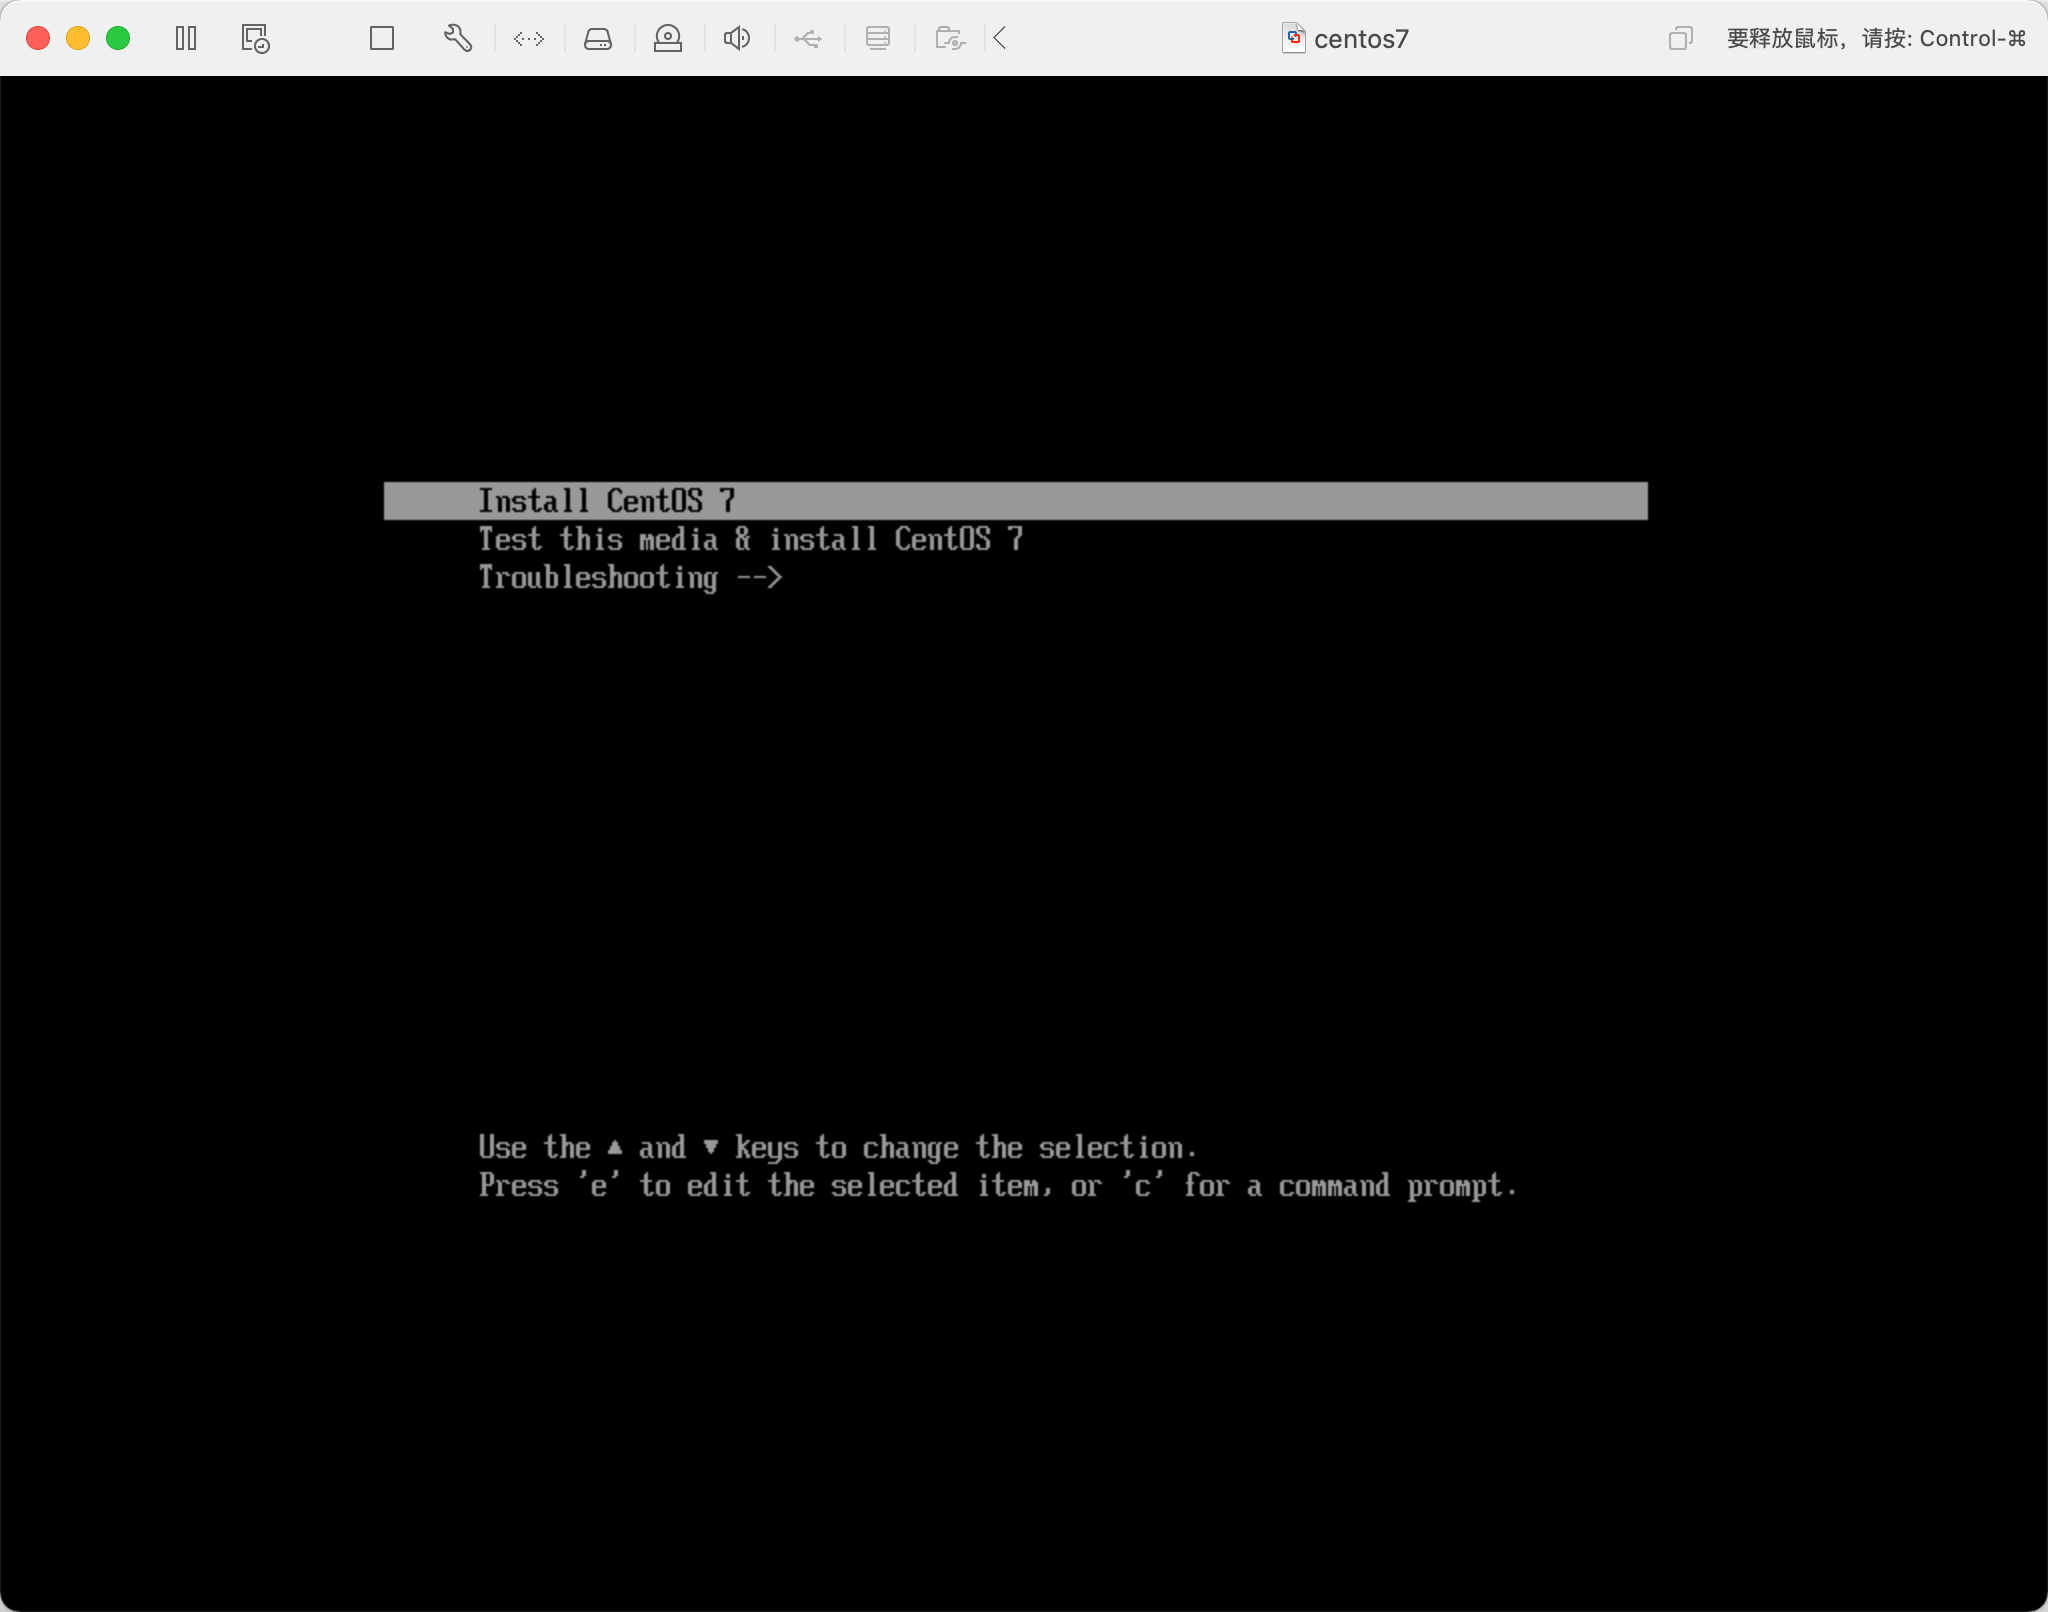 centos7
要释放鼠标，请按: Control-⌘
Install CentOS 7
Test this media & install CentOS 7
Troubleshooting -->
Use the ▲ and ▼ keys to change the selection.
Press 'e' to edit the selected item, or 'c' for a command prompt.